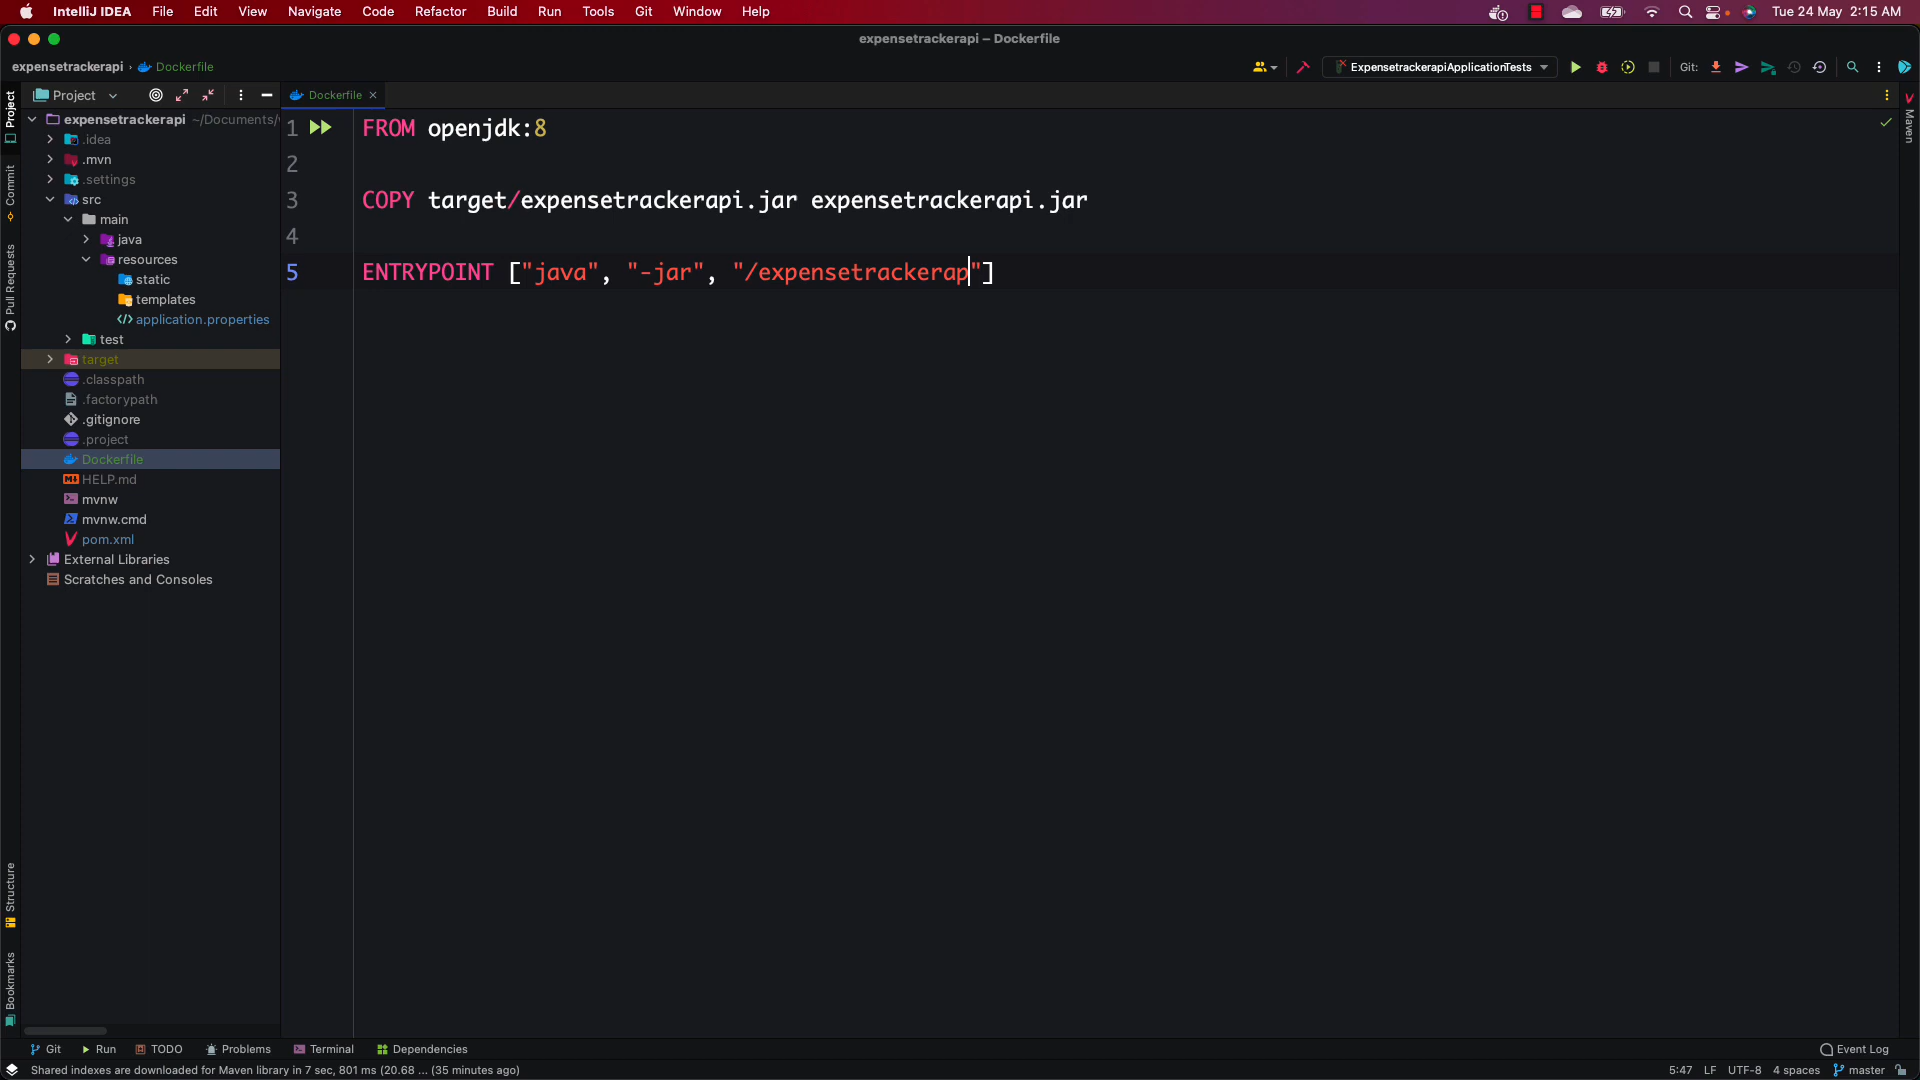 IntelliJ IDEA File Edit View Navigate Code Refactor Build Run Tools Git Window Help Tue 24 May 2:15 AM
expensetrackerapi – Dockerfile
expensetrackerapi › Dockerfile ExpensetrackerapiApplicationTests Git:
Project Dockerfile
expensetrackerapi ~/Documents/
.idea
.mvn
.settings
src
main
java
resources
static
templates
application.properties
test
target
.classpath
.factorypath
.gitignore
.project
Dockerfile
HELP.md
mvnw
mvnw.cmd
pom.xml
External Libraries
Scratches and Consoles
1 FROM openjdk:8
2
3 COPY target/expensetrackerapi.jar expensetrackerapi.jar
4
5 ENTRYPOINT ["java", "-jar", "/expensetrackerap"]
Project
Commit
Pull Requests
Structure
Bookmarks
Maven
Git Run TODO Problems Terminal Dependencies Event Log
Shared indexes are downloaded for Maven library in 7 sec, 801 ms (20.68 ... (35 minutes ago) 5:47 LF UTF-8 4 spaces master